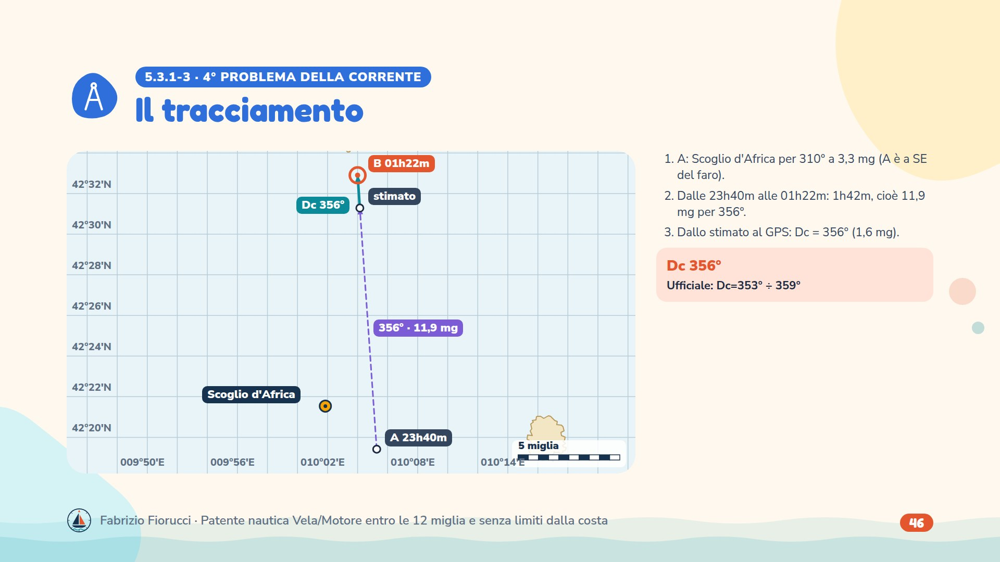 5.3.1-3 · 4° PROBLEMA DELLA CORRENTE
Il tracciamento
B 01h22m
42°32'N
stimato
Dc 356°
42°30'N
42°28'N
42°26'N
356° · 11,9 mg
42°24'N
42°22'N
Scoglio d'Africa
42°20'N
A 23h40m
5 miglia
009°50'E
009°56'E
010°02'E
010°08'E
010°14'E
1. A: Scoglio d'Africa per 310° a 3,3 mg (A è a SE
del faro).
2. Dalle 23h40m alle 01h22m: 1h42m, cioè 11,9
mg per 356°.
3. Dallo stimato al GPS: Dc = 356° (1,6 mg).
Dc 356°
Ufficiale: Dc=353° ÷ 359°
Fabrizio Fiorucci · Patente nautica Vela/Motore entro le 12 miglia e senza limiti dalla costa
46